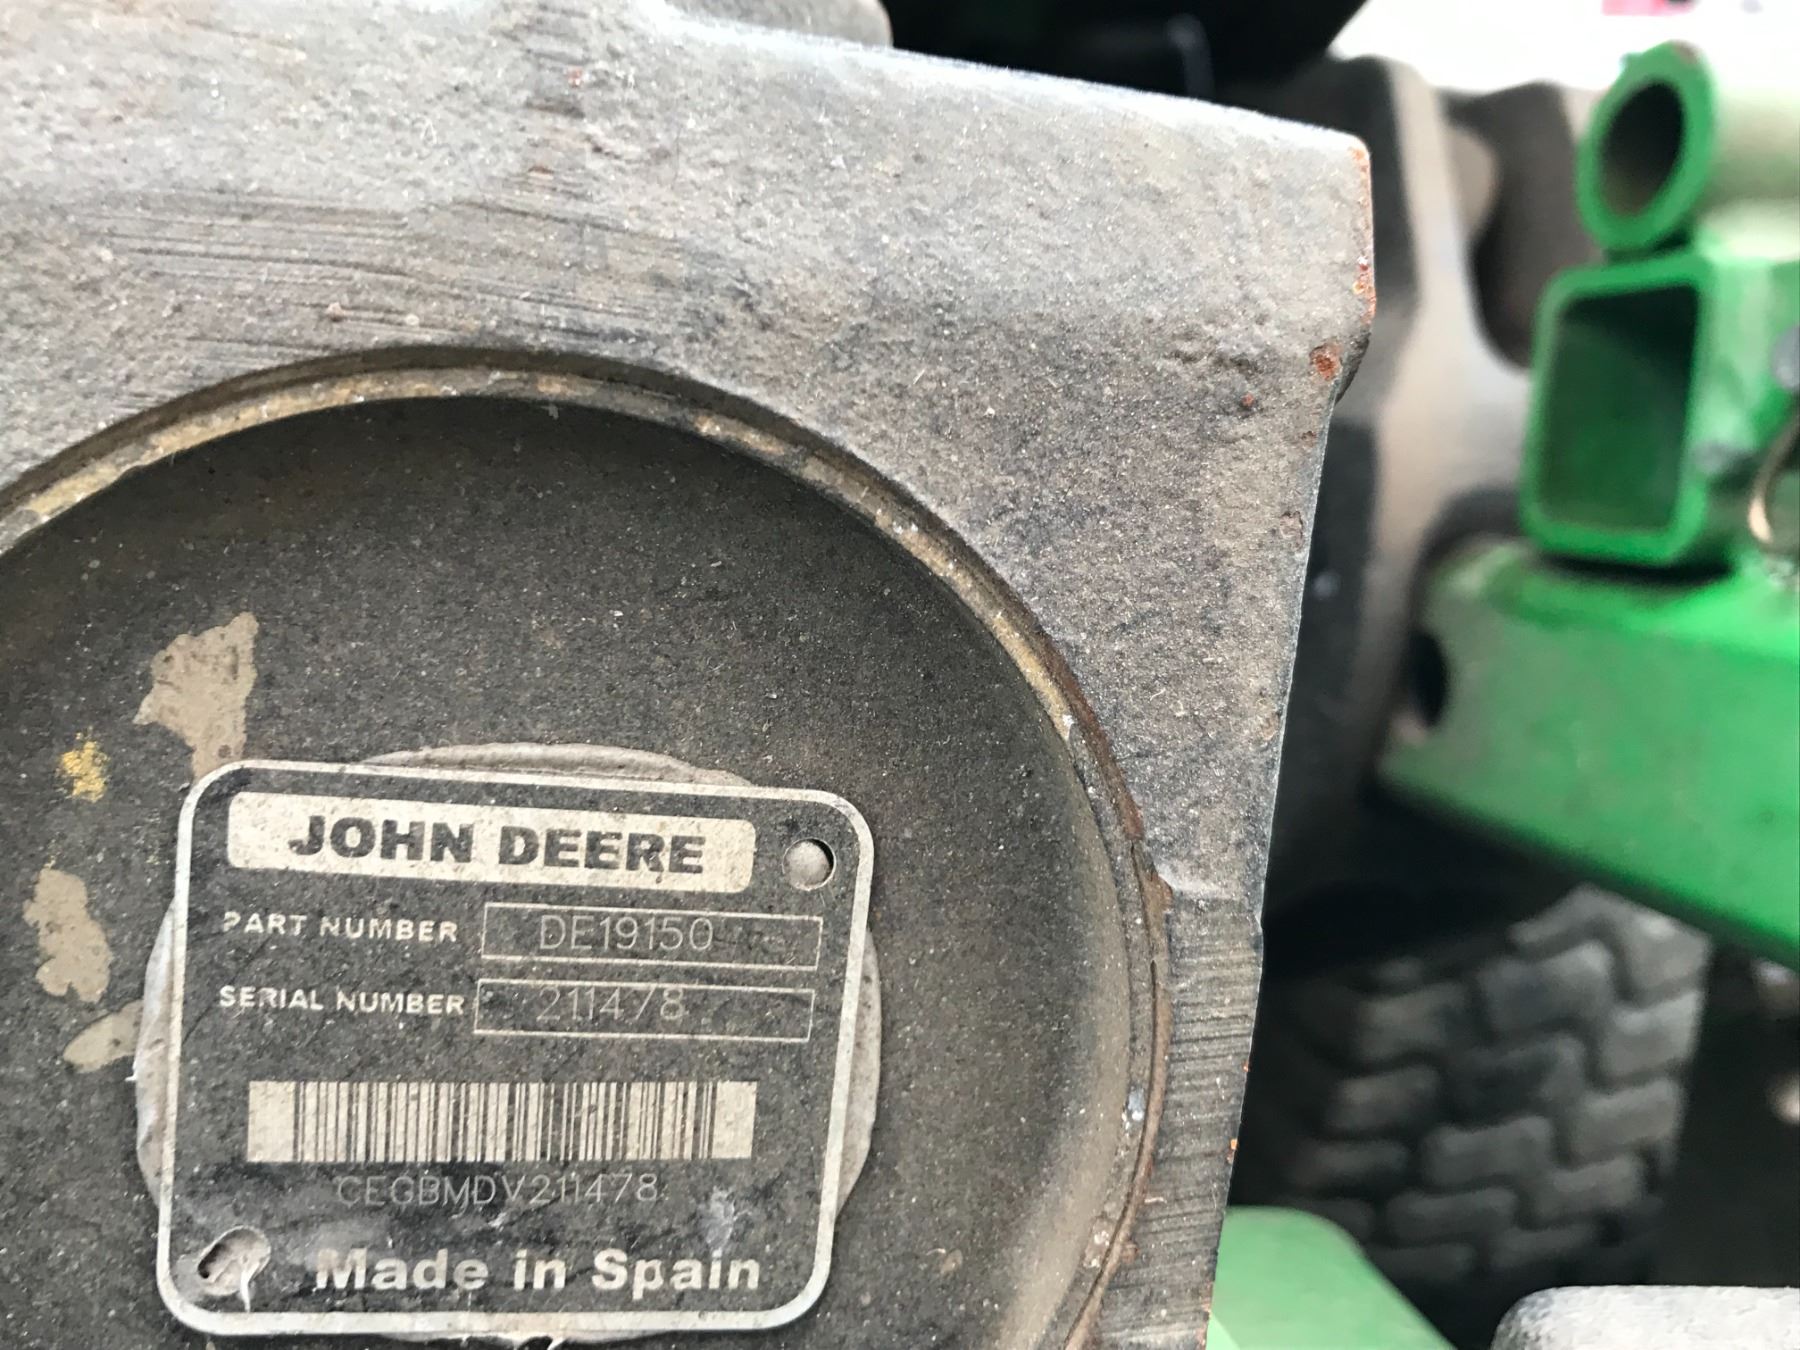 JOHN DEERE
PART NUMBER DE19150
SERIAL NUMBER 211478
CEGBMDV211478
Made in Spain